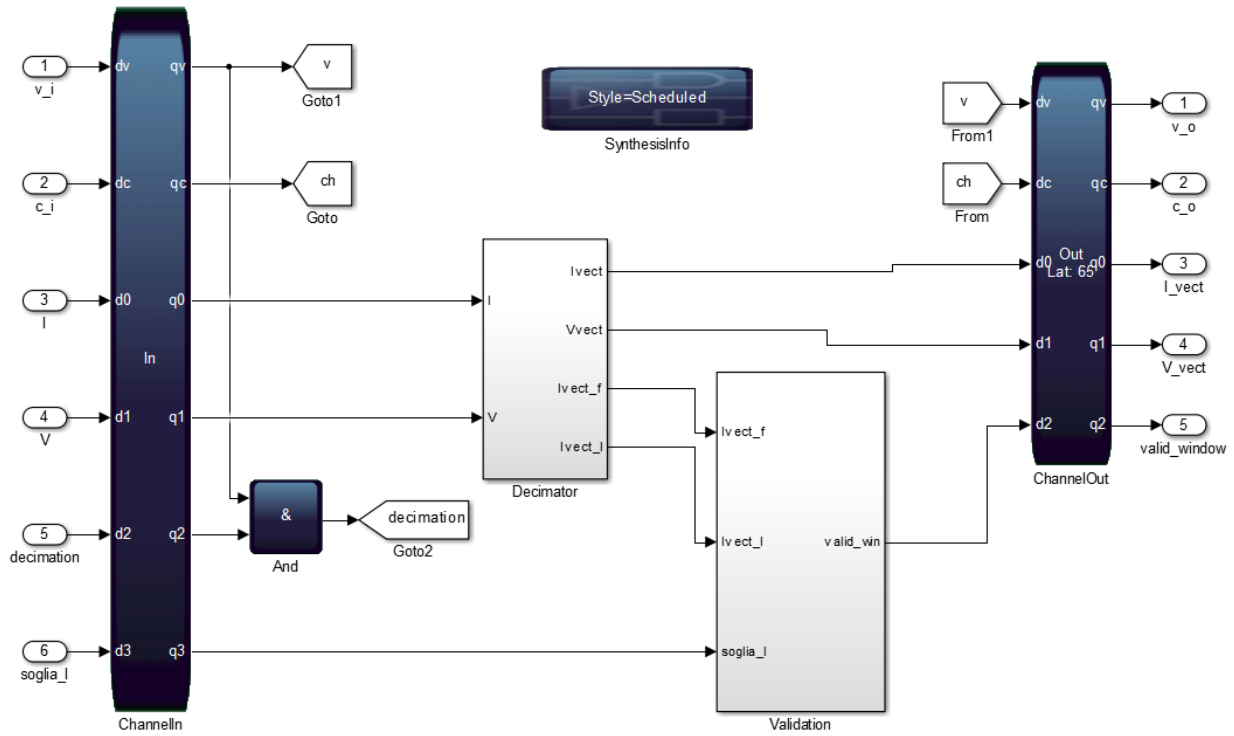 dv
qv
1
v_i
v
Goto1
Style=Scheduled
SynthesisInfo
v
From1
dv
qv
1
v_o
2
c_i
dc
qc
ch
Goto
ch
From
dc
qc
2
c_o
3
I
d0
q0
I
Ivect
Out
Lat: 65
d0
q0
3
I_vect
In
Vvect
d1
q1
4
V_vect
4
V
d1
q1
V
Ivect_f
Ivect_l
Decimator
Ivect_f
d2
q2
5
valid_window
ChannelOut
5
decimation
d2
q2
&
And
decimation
Goto2
Ivect_l
valid_win
6
soglia_I
d3
q3
soglia_I
ChannelIn
Validation